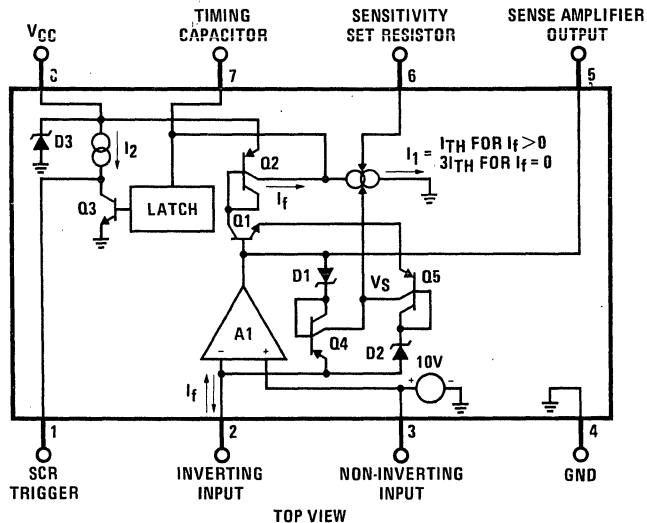 VCC
TIMING
CAPACITOR
SENSITIVITY
SET RESISTOR
SENSE AMPLIFIER
OUTPUT
7
6
5
D3
I2
Q2
I1 = ITH FOR If>0
3ITH FOR If=0
Q3
LATCH
If
Q1
D1
VS
Q5
A1
Q4
D2
10V
- +
+ -
If
1
2
3
4
SCR
TRIGGER
INVERTING
INPUT
NON-INVERTING
INPUT
GND
TOP VIEW